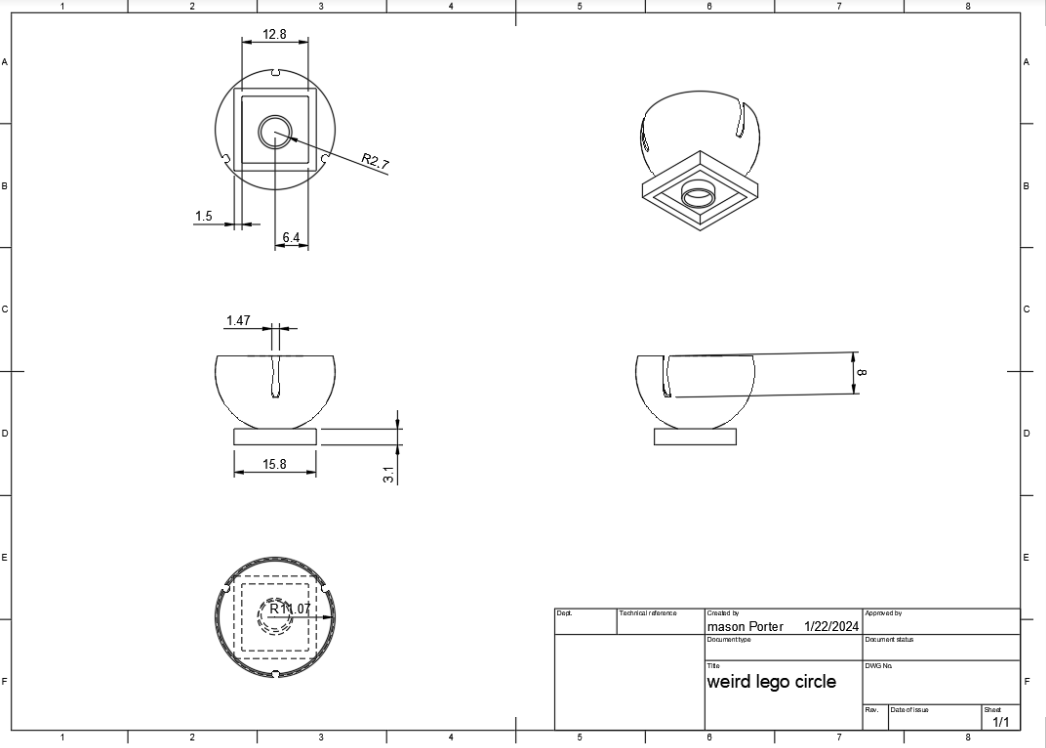 1 2 3 4 5 6 7 8
A A
12.8
R2.7
B B
1.5
6.4
C C
1.47
8
D D
15.8
3.1
E E
R11.07
Dept. Technical reference Created by Approved by
mason Porter 1/22/2024
Document type Document status
Title DWG No.
weird lego circle
F F
Rev. Date of issue Sheet
1/1
1 2 3 4 5 6 7 8